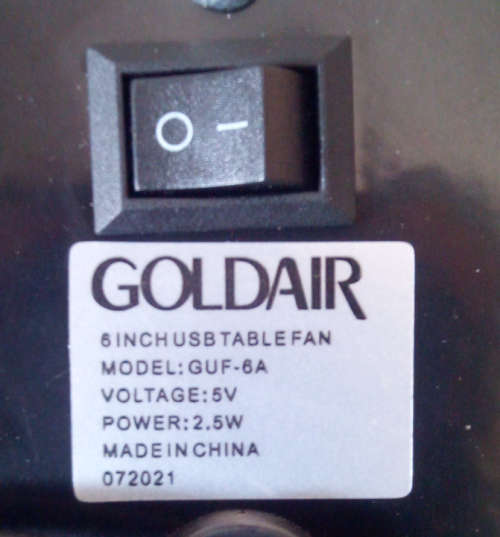 O I
GOLDAIR
6 INCH USB TABLE FAN
MODEL: GUF-6A
VOLTAGE: 5V
POWER: 2.5W
MADE IN CHINA
072021